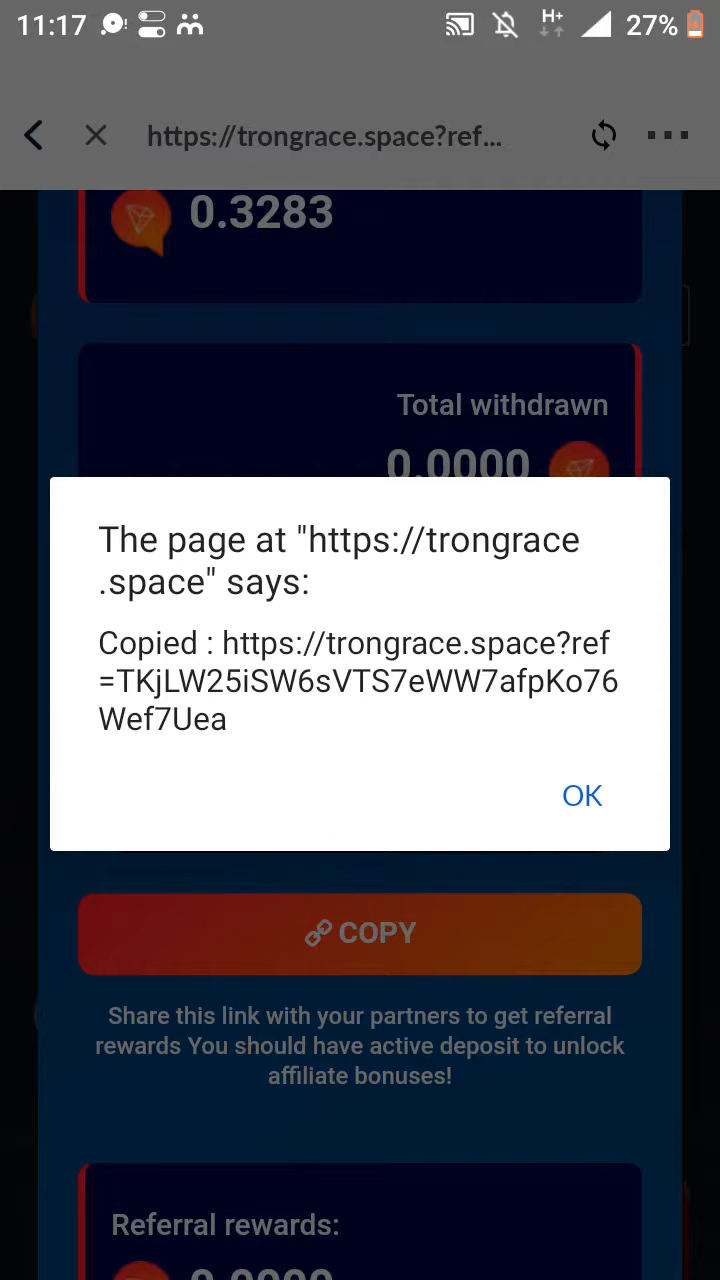 11:17
H+
27%
https://trongrace.space?ref...
0.3283
Total withdrawn
0.0000
The page at "https://trongrace
.space" says:
Copied : https://trongrace.space?ref
=TKjLW25iSW6sVTS7eWW7afpKo76
Wef7Uea
OK
COPY
Share this link with your partners to get referral
rewards You should have active deposit to unlock
affiliate bonuses!
Referral rewards:
0.0000